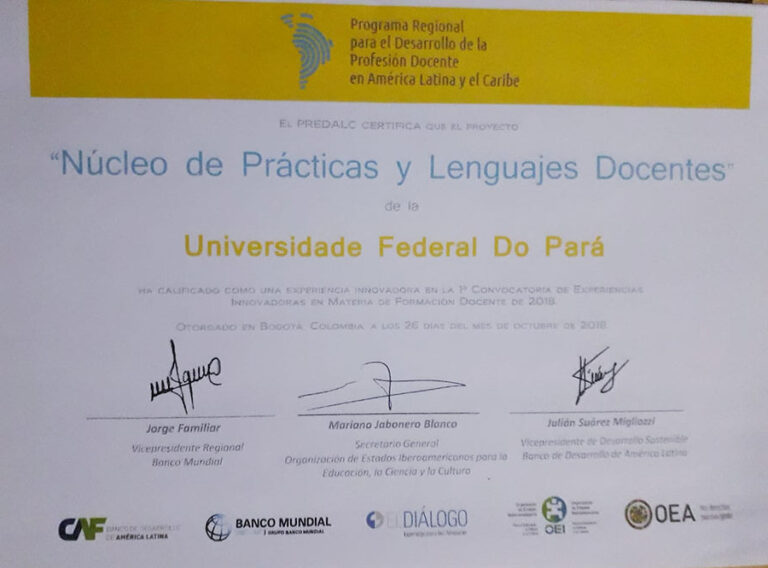 Programa Regional
para el Desarrollo de la
Profesión Docente
en América Latina y el Caribe
EL PREDALC CERTIFICA QUE EL PROYECTO
"Núcleo de Prácticas y Lenguajes Docentes"
de la
Universidade Federal Do Pará
HA CALIFICADO COMO UNA EXPERIENCIA INNOVADORA EN LA 1ª CONVOCATORIA DE EXPERIENCIAS
INNOVADORAS EN MATERIA DE FORMACIÓN DOCENTE DE 2018.
OTORGADO EN BOGOTÁ, COLOMBIA A LOS 26 DÍAS DEL MES DE OCTUBRE DE 2018.
Jorge Familiar
Vicepresidente Regional
Banco Mundial
Mariano Jabonero Blanco
Secretario General
Organización de Estados Iberoamericanos para la
Educación, la Ciencia y la Cultura
Julián Suárez Migliozzi
Vicepresidente de Desarrollo Sostenible
Banco de Desarrollo de América Latina
CAF BANCO DE DESARROLLO
DE AMÉRICA LATINA
BANCO MUNDIAL
GRUPO BANCO MUNDIAL
EL DIÁLOGO
OEI
OEA